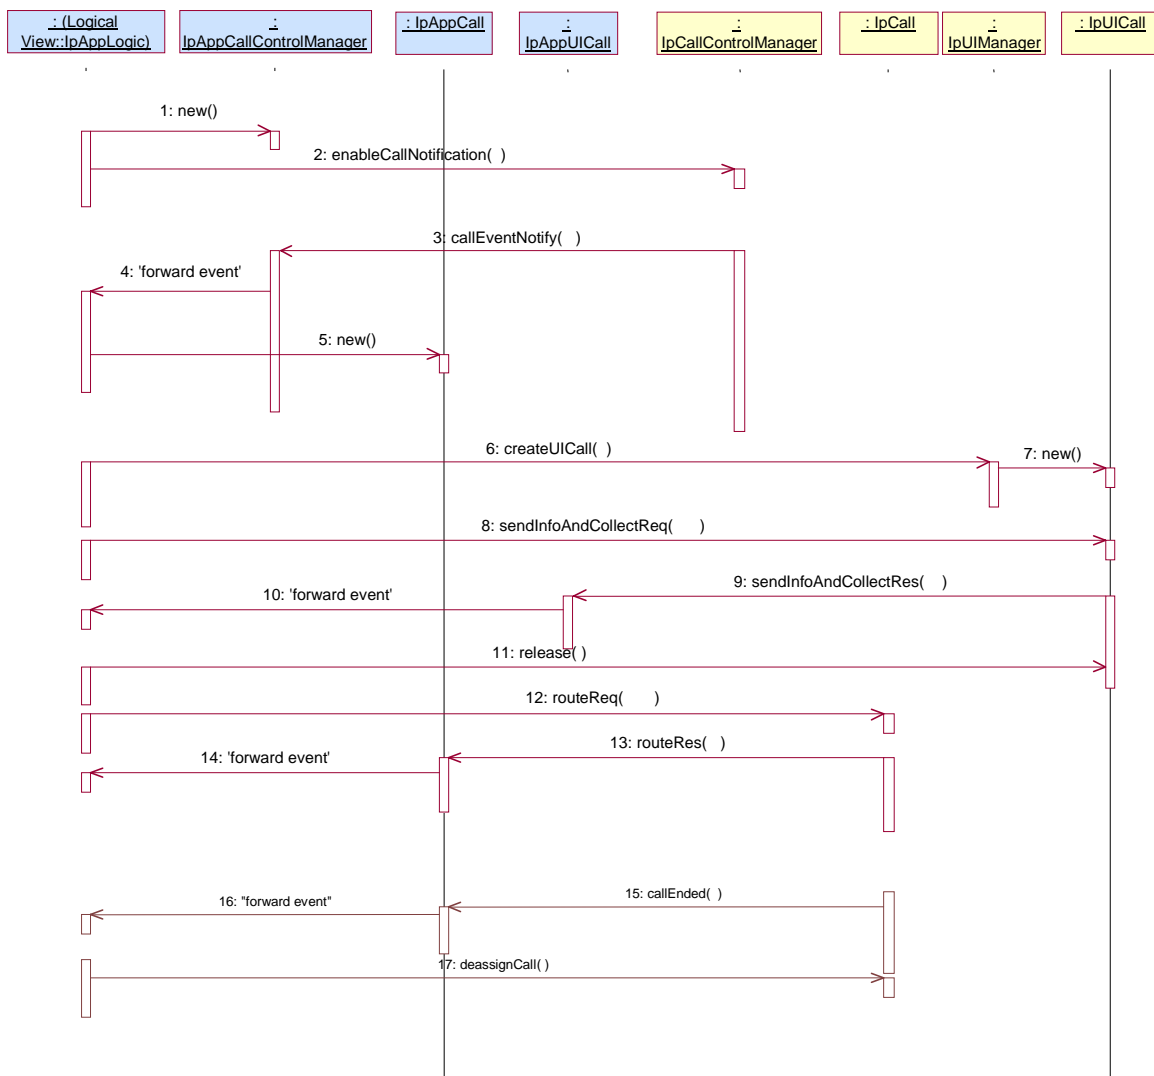 : (Logical
View::IpAppLogic)
:
IpAppCallControlManager
: IpAppCall
:
IpAppUICall
:
IpCallControlManager
: IpCall
:
IpUIManager
: IpUICall
1: new()
2: enableCallNotification( )
3: callEventNotify( )
4: 'forward event'
5: new()
6: createUICall( )
7: new()
8: sendInfoAndCollectReq( )
9: sendInfoAndCollectRes( )
10: 'forward event'
11: release( )
12: routeReq( )
13: routeRes( )
14: 'forward event'
15: callEnded( )
16: "forward event"
17: deassignCall( )